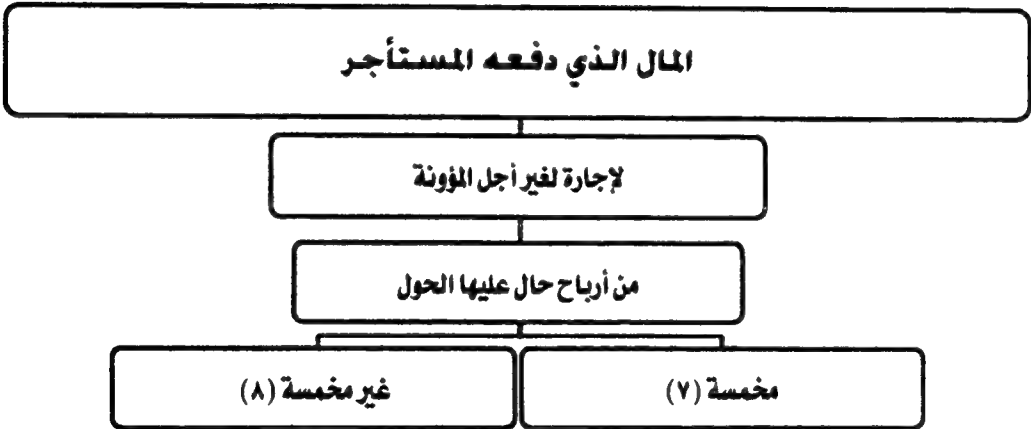 المال الذي دفعه المستأجر
لإجارة لغير أجل المؤونة
من أرباح حال عليها الحول
مخمسة (٧)
غير مخمسة (٨)